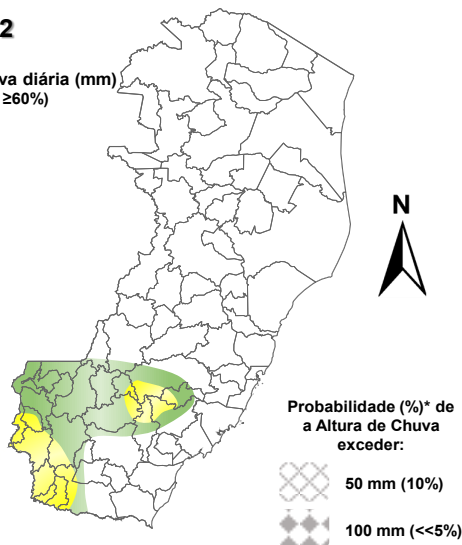 2
va diária (mm)
≥60%)
N
Probabilidade (%)* de
a Altura de Chuva
exceder:
50 mm (10%)
100 mm (<<5%)